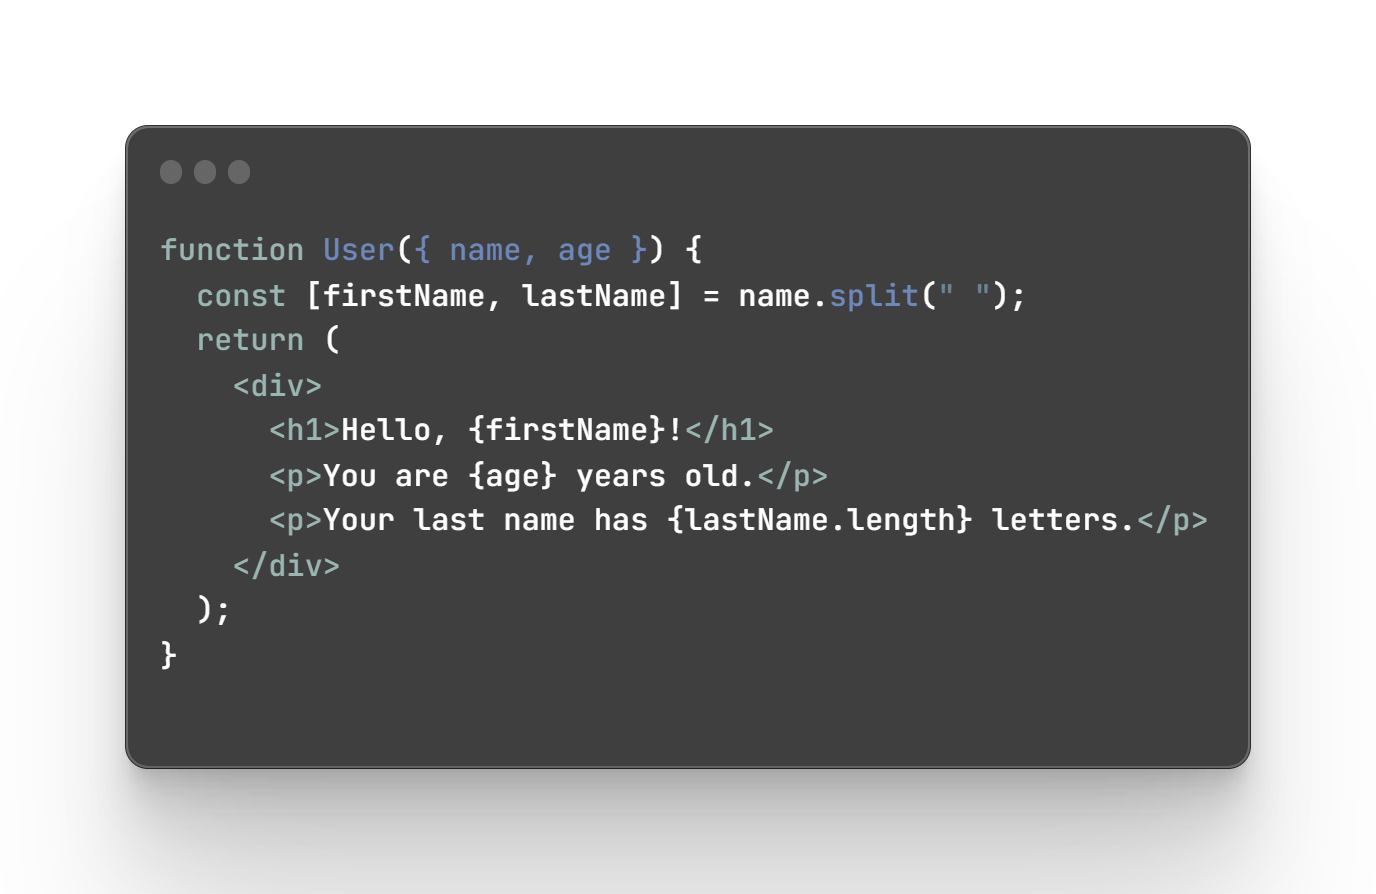 function User({ name, age }) {
  const [firstName, lastName] = name.split(" ");
  return (
    <div>
      <h1>Hello, {firstName}!</h1>
      <p>You are {age} years old.</p>
      <p>Your last name has {lastName.length} letters.</p>
    </div>
  );
}